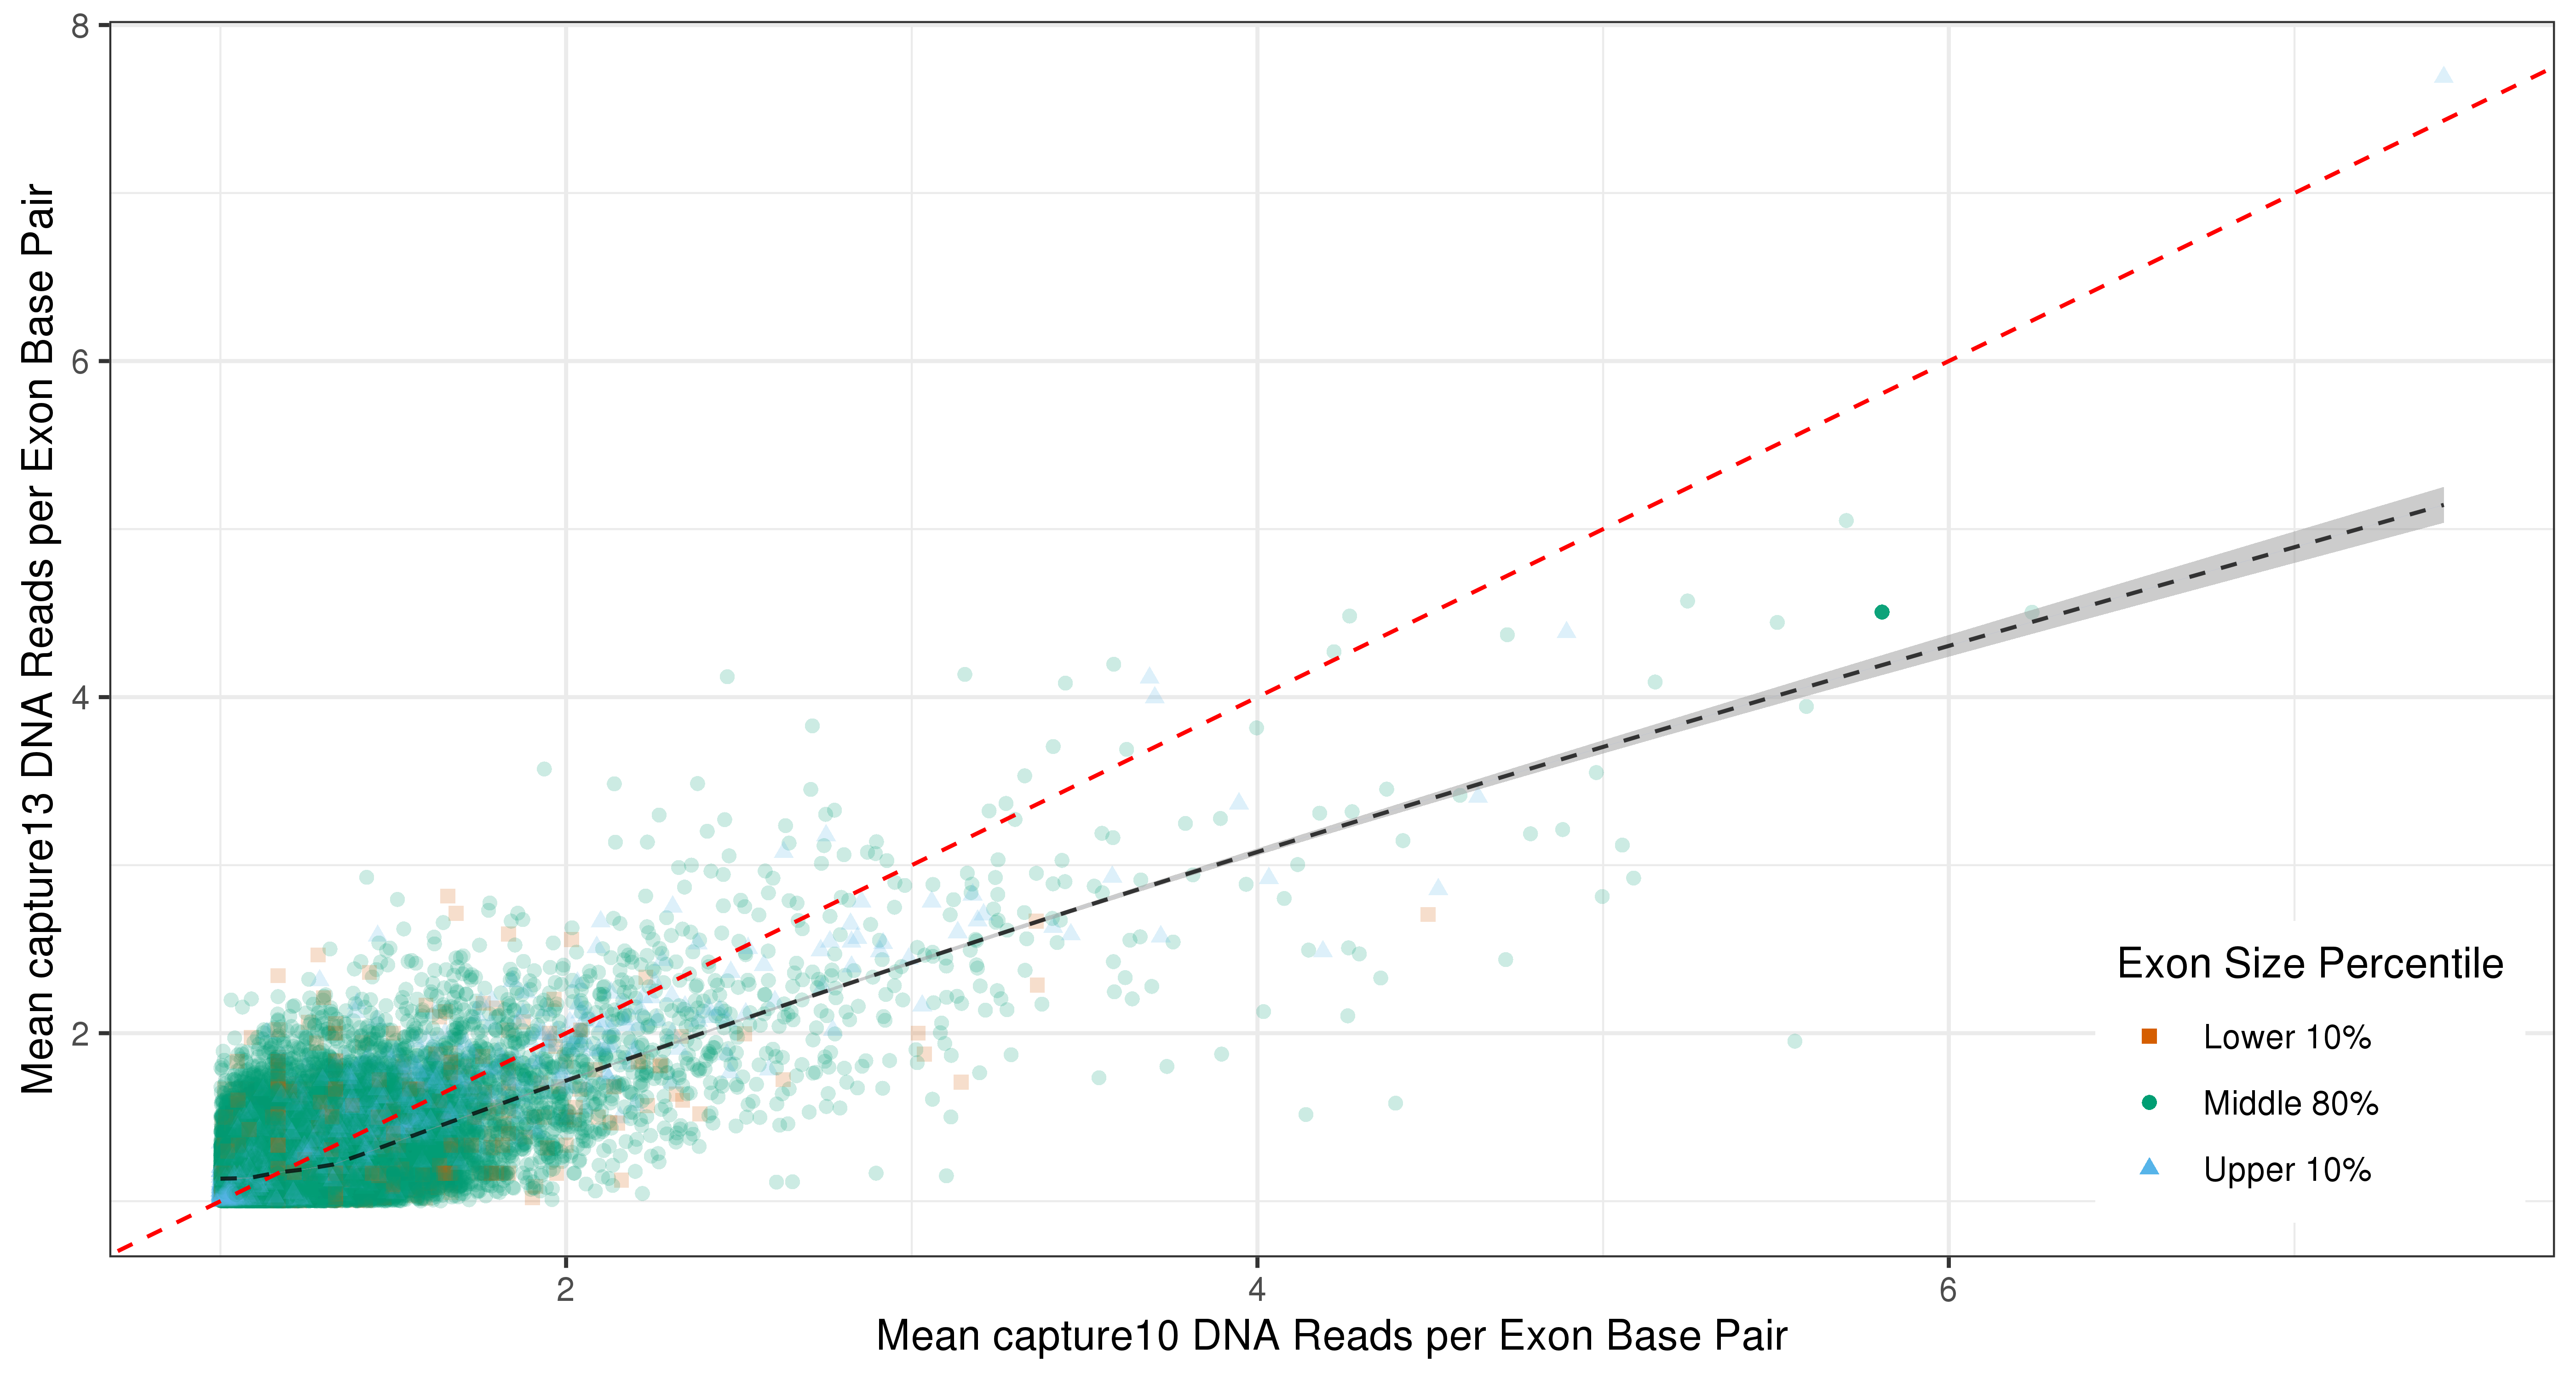 Mean capture13 DNA Reads per Exon Base Pair
8
6
4
2
2
4
6
Mean capture10 DNA Reads per Exon Base Pair
Exon Size Percentile
Lower 10%
Middle 80%
Upper 10%